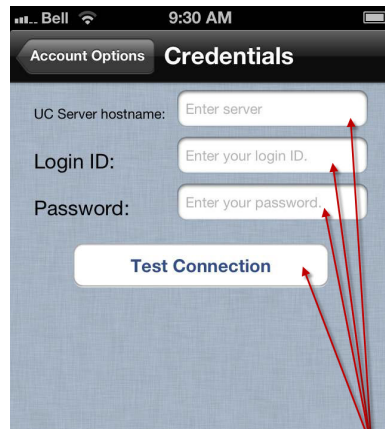 Bell 9:30 AM
Account Options Credentials
UC Server hostname: Enter server
Login ID: Enter your login ID.
Password: Enter your password.
Test Connection